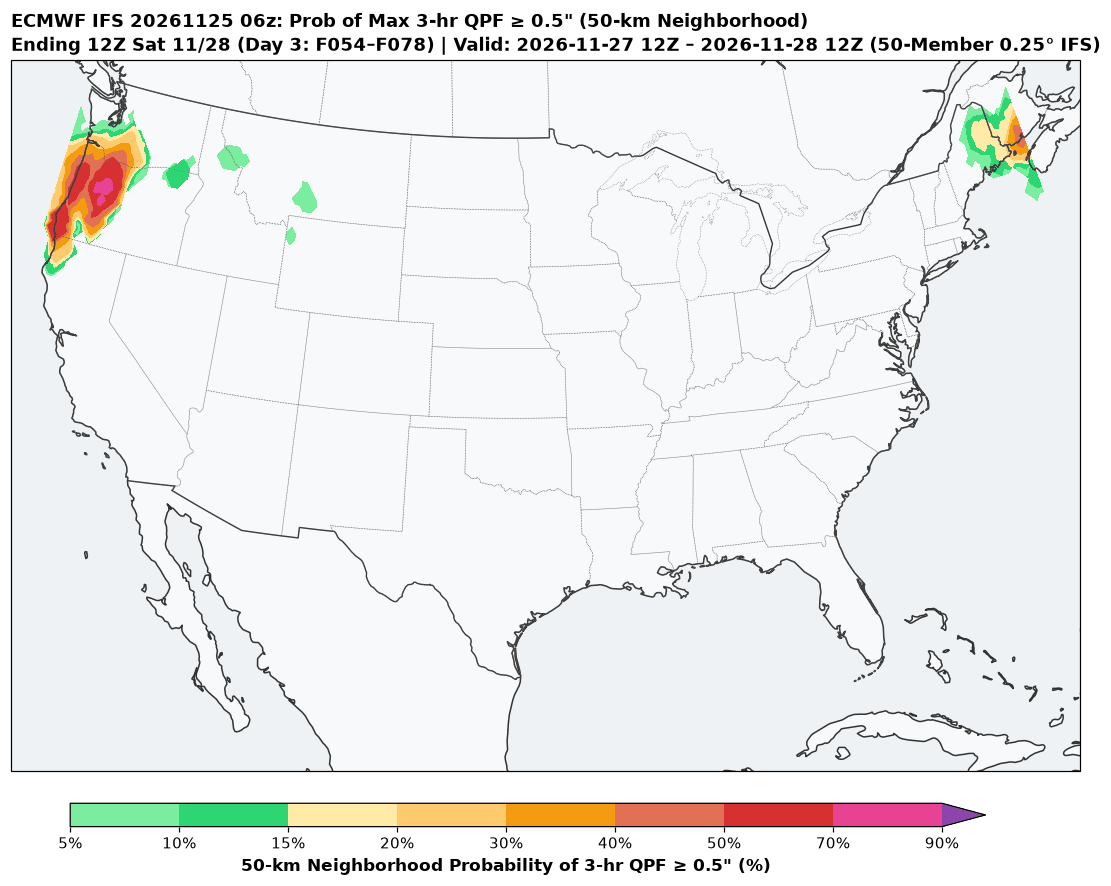 ECMWF IFS 20261125 06z: Prob of Max 3-hr QPF ≥ 0.5" (50-km Neighborhood)
Ending 12Z Sat 11/28 (Day 3: F054–F078) | Valid: 2026-11-27 12Z – 2026-11-28 12Z (50-Member 0.25° IFS)
5% 10% 15% 20% 30% 40% 50% 70% 90%
50-km Neighborhood Probability of 3-hr QPF ≥ 0.5" (%)